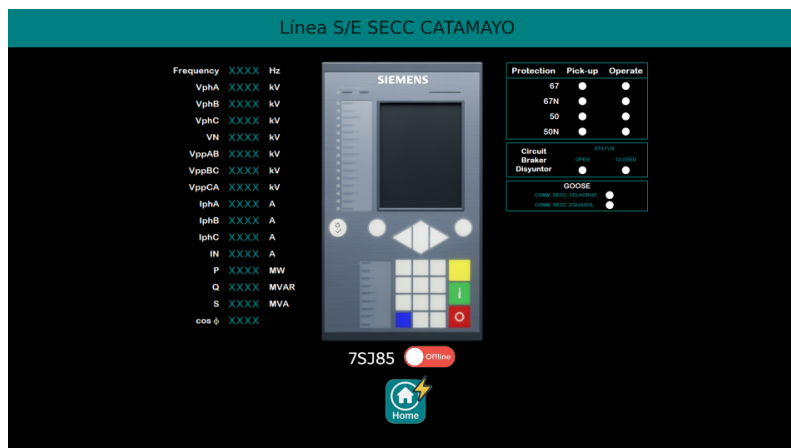 Línea S/E SECC CATAMAYO
Frequency XXXX Hz
VphA XXXX kV
VphB XXXX kV
VphC XXXX kV
VN XXXX kV
VppAB XXXX kV
VppBC XXXX kV
VppCA XXXX kV
IphA XXXX A
IphB XXXX A
IphC XXXX A
IN XXXX A
P XXXX MW
Q XXXX MVAR
S XXXX MVA
cos ϕ XXXX
SIEMENS
i
O
7SJ85 Offline
Home
Protection Pick-up Operate
67
67N
50
50N
Circuit Braker Disyuntor
STATUS
OPEN CLOSED
GOOSE
COMM. SECC. VELACRUZ
COMM. SECC. EQUASOL